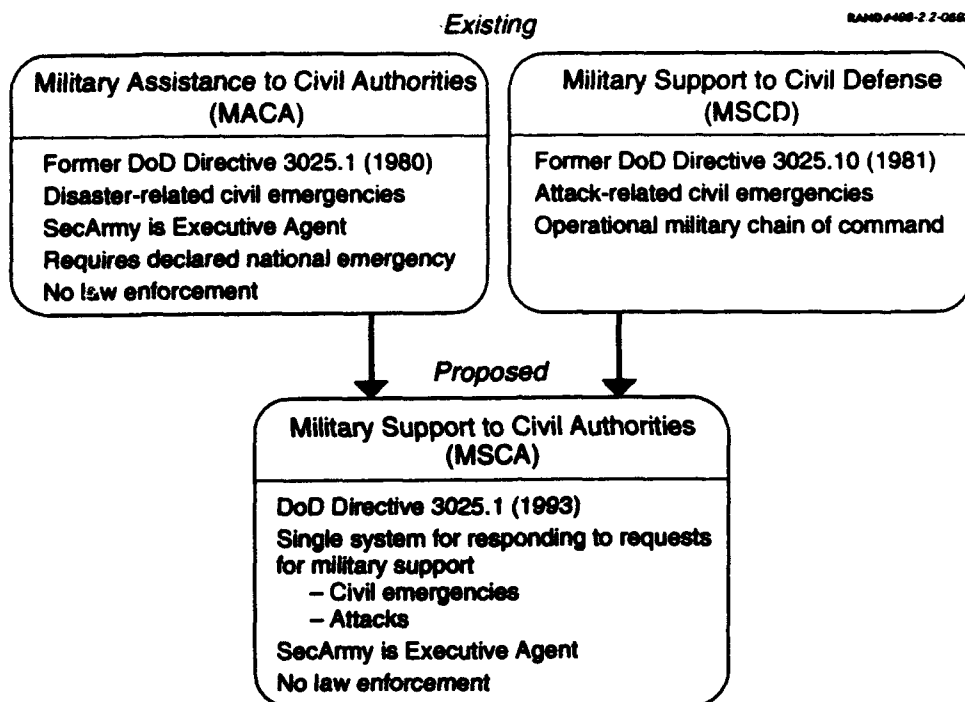 Existing
Military Assistance to Civil Authorities
(MACA)
Former DoD Directive 3025.1 (1980)
Disaster-related civil emergencies
SecArmy is Executive Agent
Requires declared national emergency
No law enforcement
Military Support to Civil Defense
(MSCD)
Former DoD Directive 3025.10 (1981)
Attack-related civil emergencies
Operational military chain of command
Proposed
Military Support to Civil Authorities
(MSCA)
DoD Directive 3025.1 (1993)
Single system for responding to requests
for military support
– Civil emergencies
– Attacks
SecArmy is Executive Agent
No law enforcement